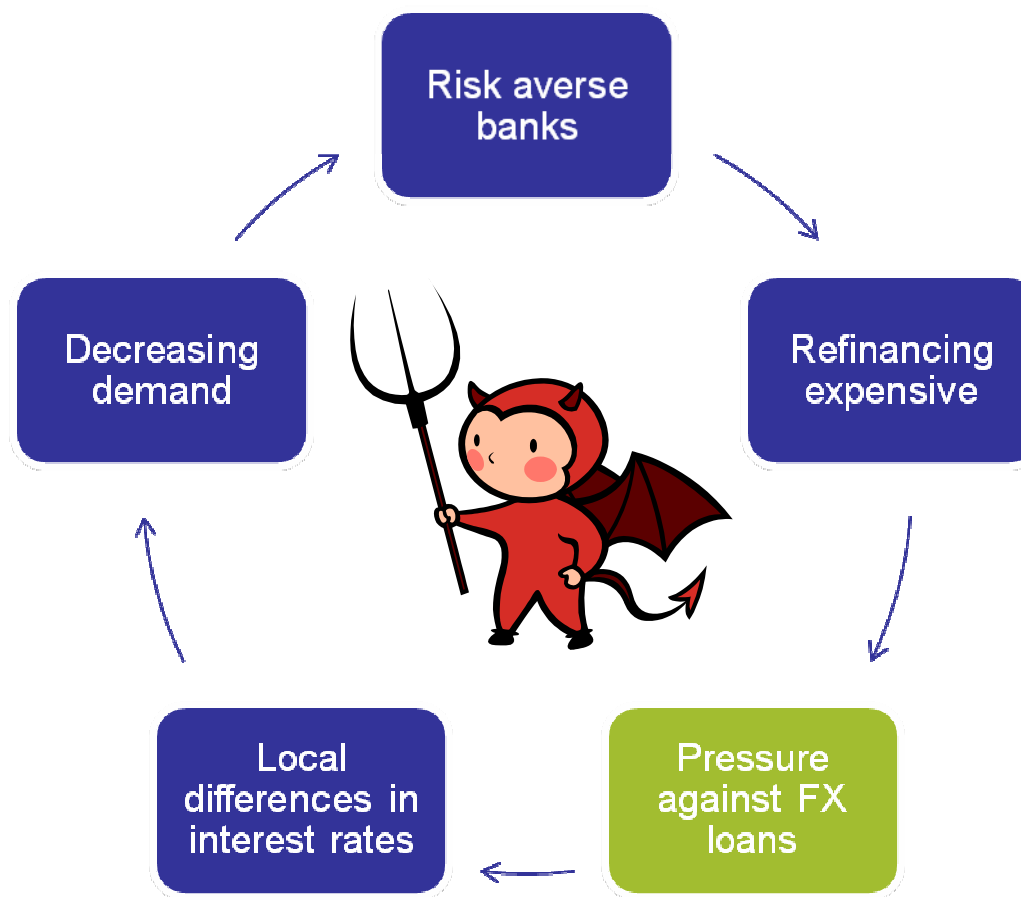 Risk averse
banks
Refinancing
expensive
Pressure
against FX
loans
Local
differences in
interest rates
Decreasing
demand